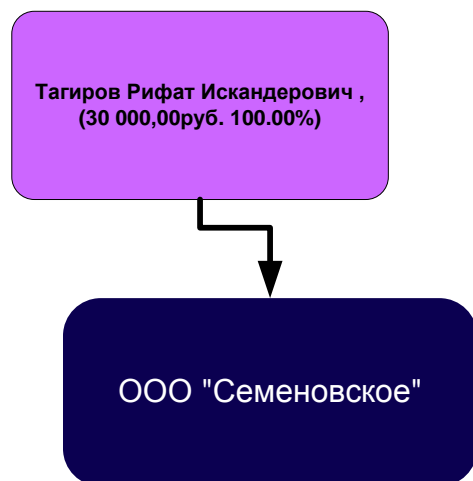 Тагиров Рифат Искандерович ,
(30 000,00руб. 100.00%)
ООО "Семеновское"